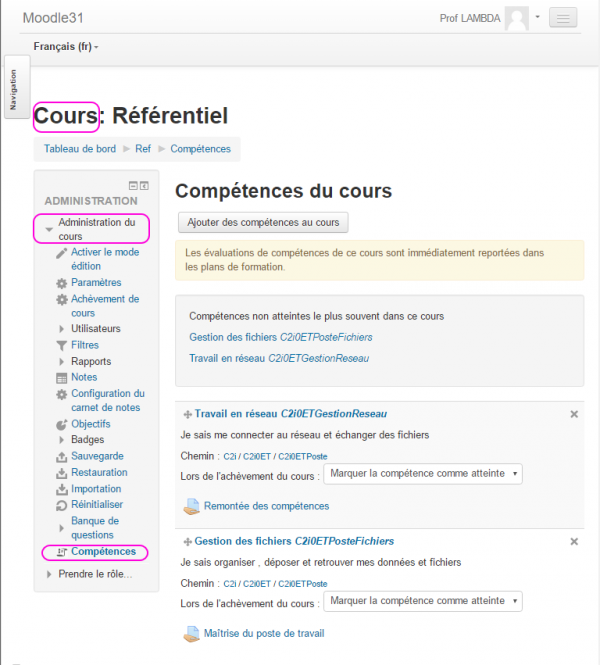 Moodle31
Prof LAMBDA
Français (fr)
Navigation
Cours: Référentiel
Tableau de bord
Ref
Compétences
ADMINISTRATION
Administration du
cours
Activer le mode
édition
Paramètres
Achèvement de
cours
Utilisateurs
Filtres
Rapports
Notes
Configuration du
carnet de notes
Objectifs
Badges
Sauvegarde
Restauration
Importation
Réinitialiser
Banque de
questions
Compétences
Prendre le rôle...
Compétences du cours
Ajouter des compétences au cours
Les évaluations de compétences de ce cours sont immédiatement reportées dans
les plans de formation.
Compétences non atteintes le plus souvent dans ce cours
Gestion des fichiers C2i0ETPosteFichiers
Travail en réseau C2i0ETGestionReseau
Travail en réseau C2i0ETGestionReseau
Je sais me connecter au réseau et échanger des fichiers
Chemin : C2i / C2i0ET / C2i0ETPoste
Lors de l'achèvement du cours : Marquer la compétence comme atteinte
Remontée des compétences
Gestion des fichiers C2i0ETPosteFichiers
Je sais organiser , déposer et retrouver mes données et fichiers
Chemin : C2i / C2i0ET / C2i0ETPoste
Lors de l'achèvement du cours : Marquer la compétence comme atteinte
Maîtrise du poste de travail